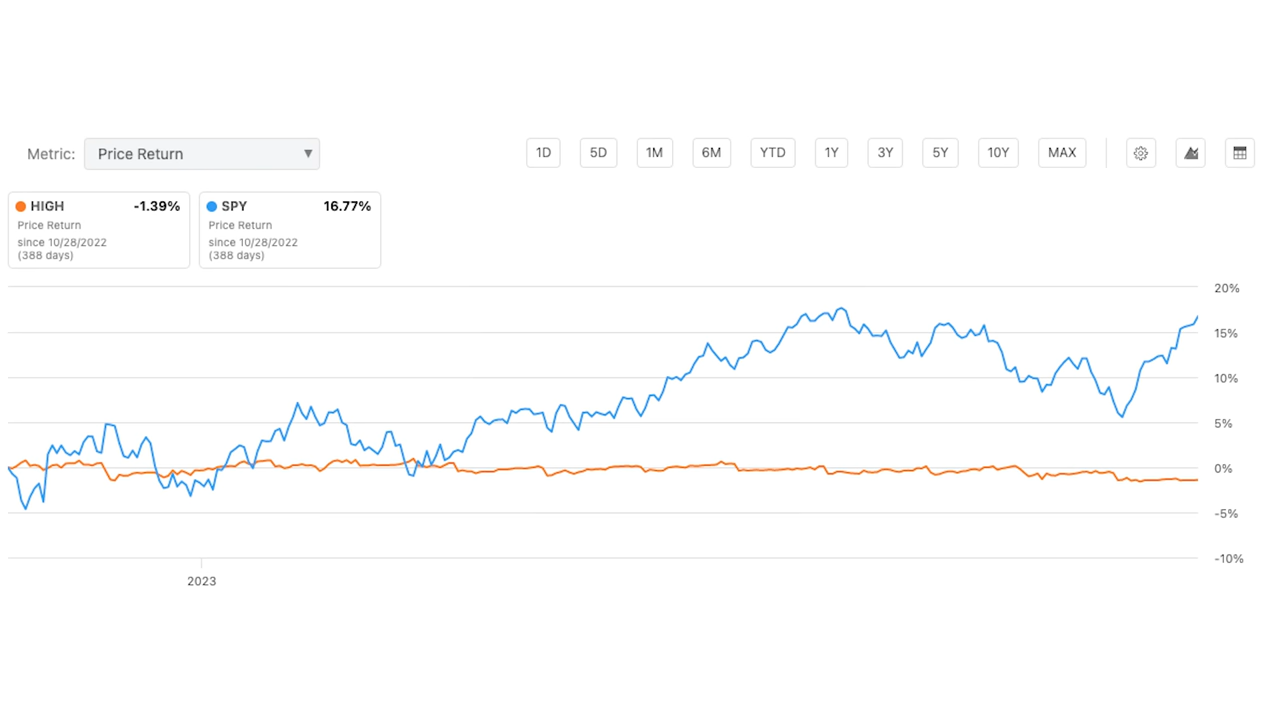 Metric: Price Return ▼ 1D 5D 1M 6M YTD 1Y 3Y 5Y 10Y MAX
HIGH -1.39%
Price Return
since 10/28/2022
(388 days)
SPY 16.77%
Price Return
since 10/28/2022
(388 days)
20%
15%
10%
5%
0%
-5%
-10%
2023